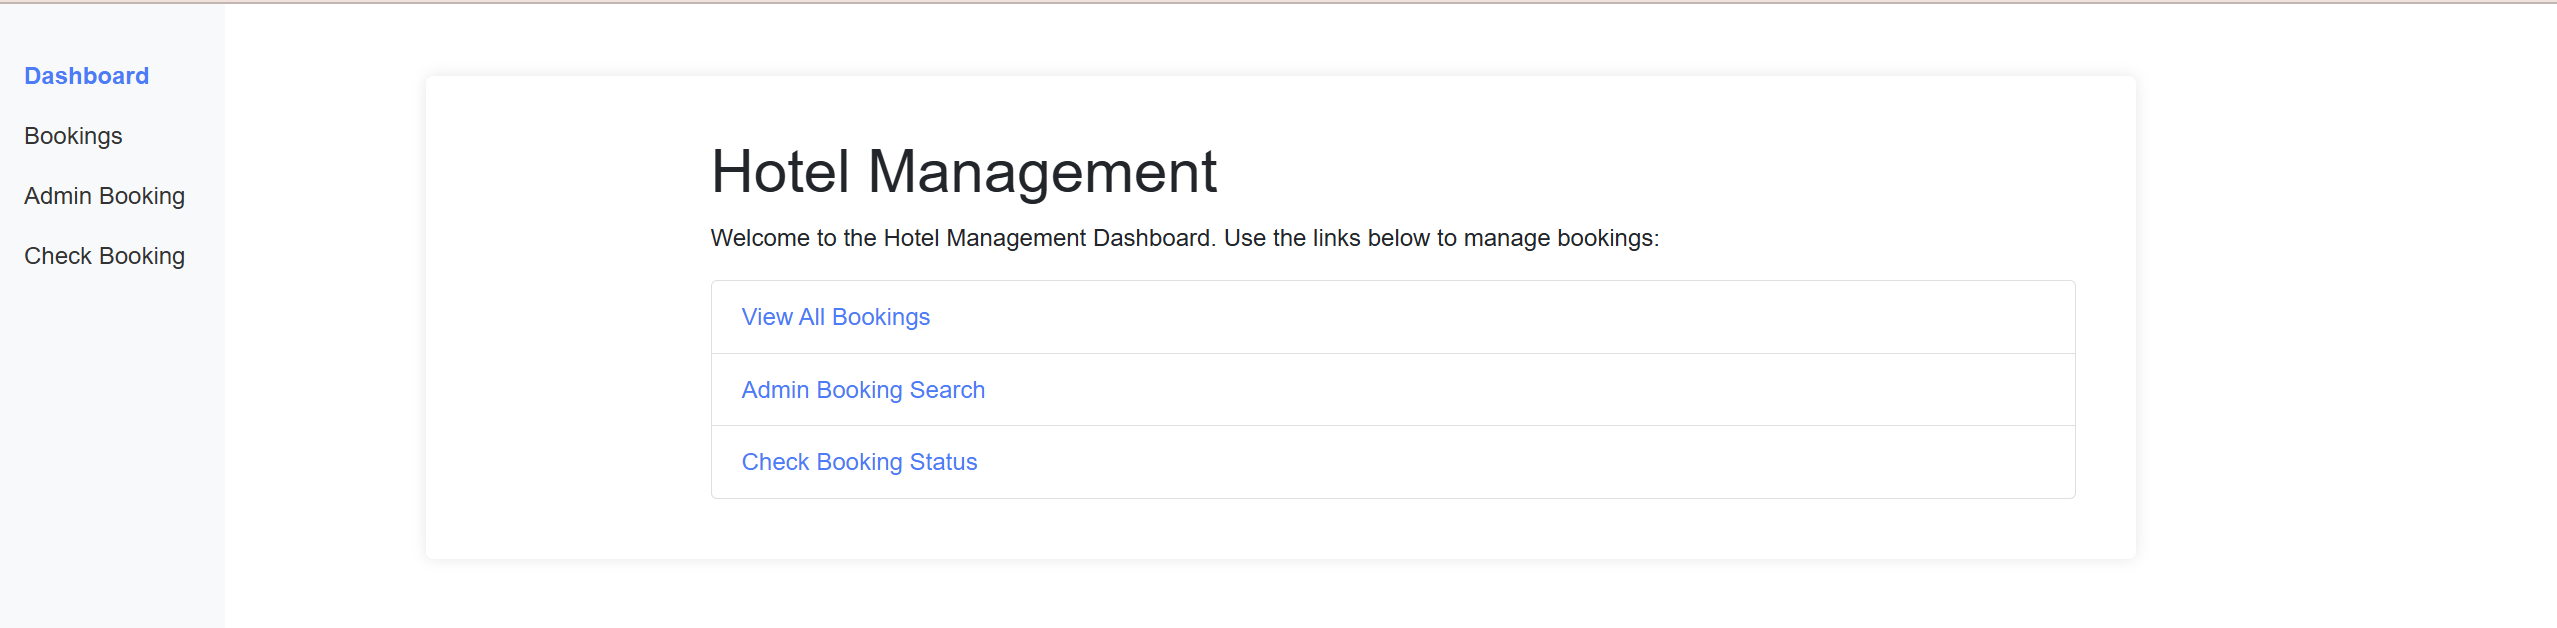 Dashboard
Bookings
Admin Booking
Check Booking
Hotel Management
Welcome to the Hotel Management Dashboard. Use the links below to manage bookings:
View All Bookings
Admin Booking Search
Check Booking Status